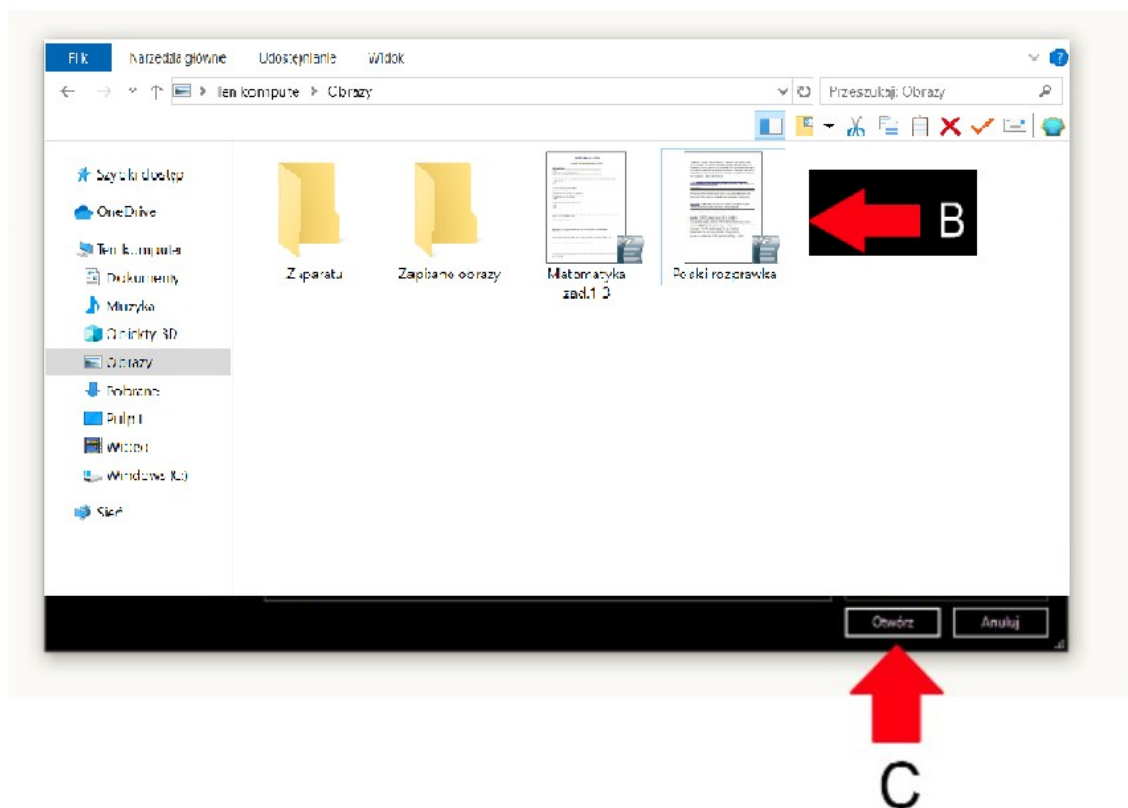 Plik Narzędzia główne Udostępnianie Widok
Ten komputer Obrazy
Przeszukaj: Obrazy
Szybki dostęp
OneDrive
Ten komputer
Dokumenty
Muzyka
Obiekty 3D
Obrazy
Pobrane
Pulpit
Wideo
Windows (C:)
Sieć
Z aparatu
Zapisane obrazy
Matematyka
zad.1-3
Polski rozprawka
B
Otwórz
Anuluj
C